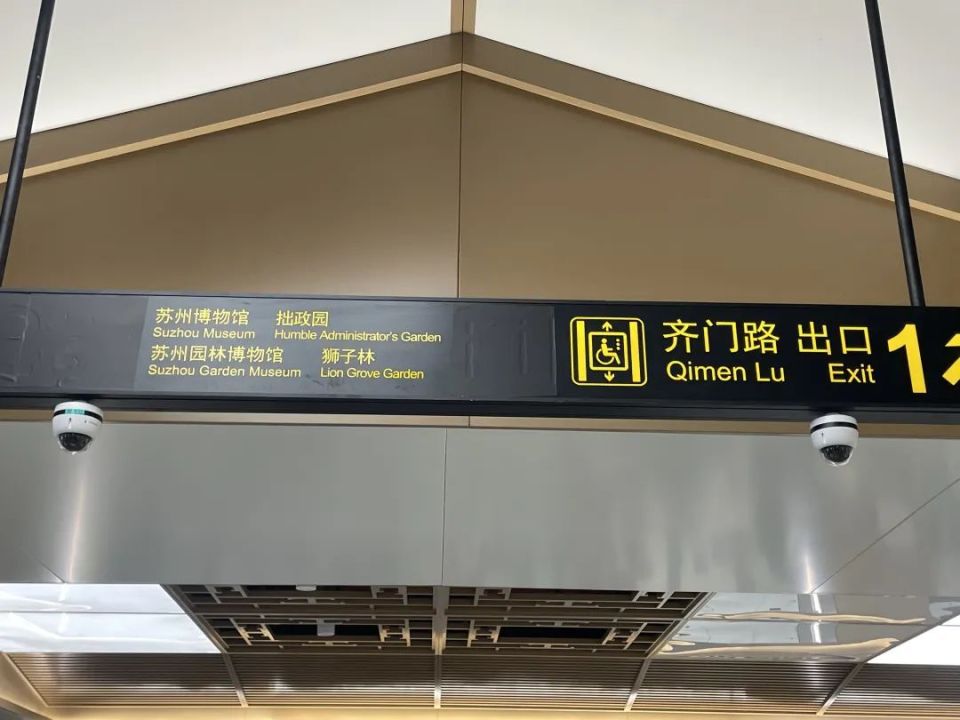 苏州博物馆 拙政园
Suzhou Museum Humble Administrator's Garden
苏州园林博物馆 狮子林
Suzhou Garden Museum Lion Grove Garden
齐门路 出口 1
Qimen Lu Exit